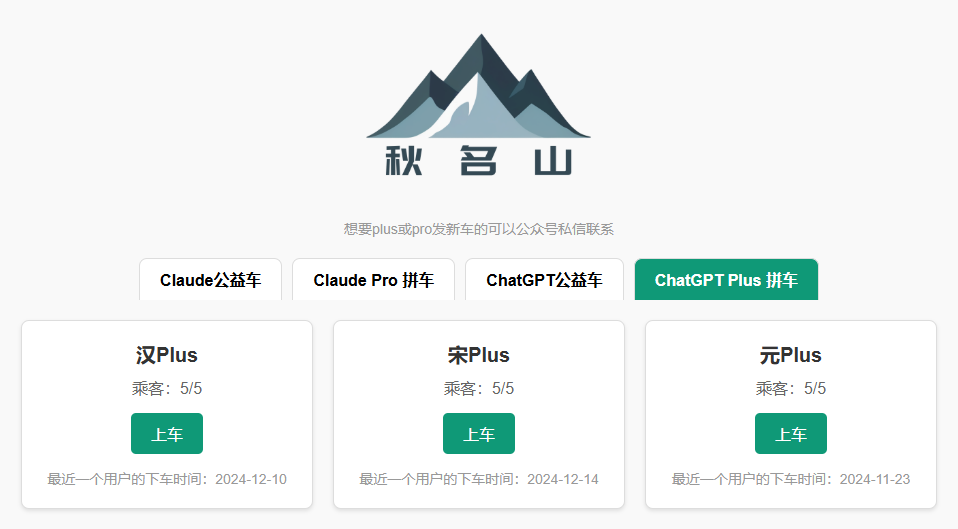 秋名山
想要plus或pro发新车的可以公众号私信联系
Claude公益车
Claude Pro 拼车
ChatGPT公益车
ChatGPT Plus 拼车
汉Plus
乘客：5/5
上车
最近一个用户的下车时间：2024-12-10
宋Plus
乘客：5/5
上车
最近一个用户的下车时间：2024-12-14
元Plus
乘客：5/5
上车
最近一个用户的下车时间：2024-11-23